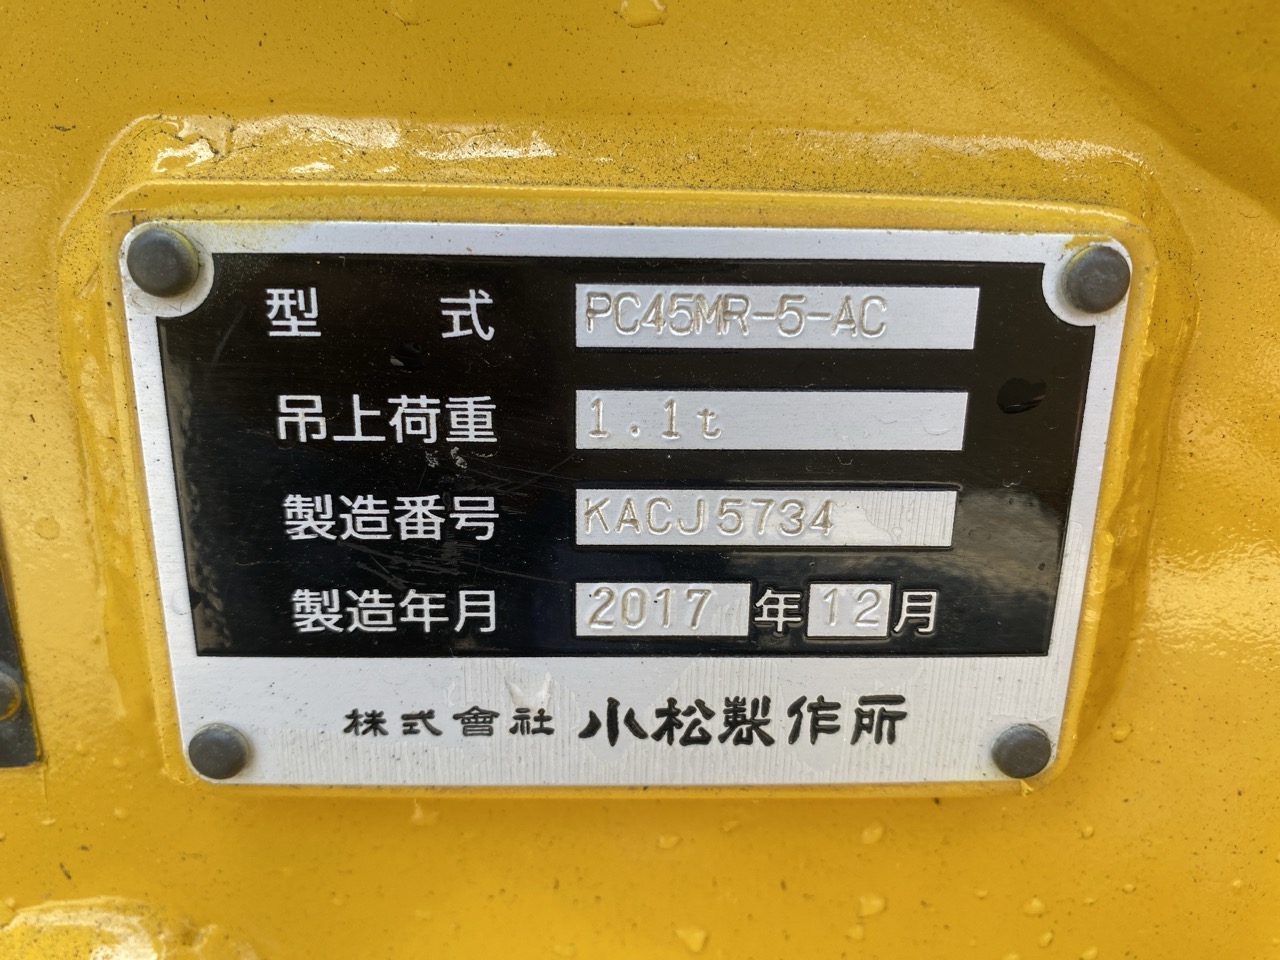 型式 PC45MR-5-AC
吊上荷重 1.1t
製造番号 KACJ5734
製造年月 2017年12月
株式會社 小松製作所